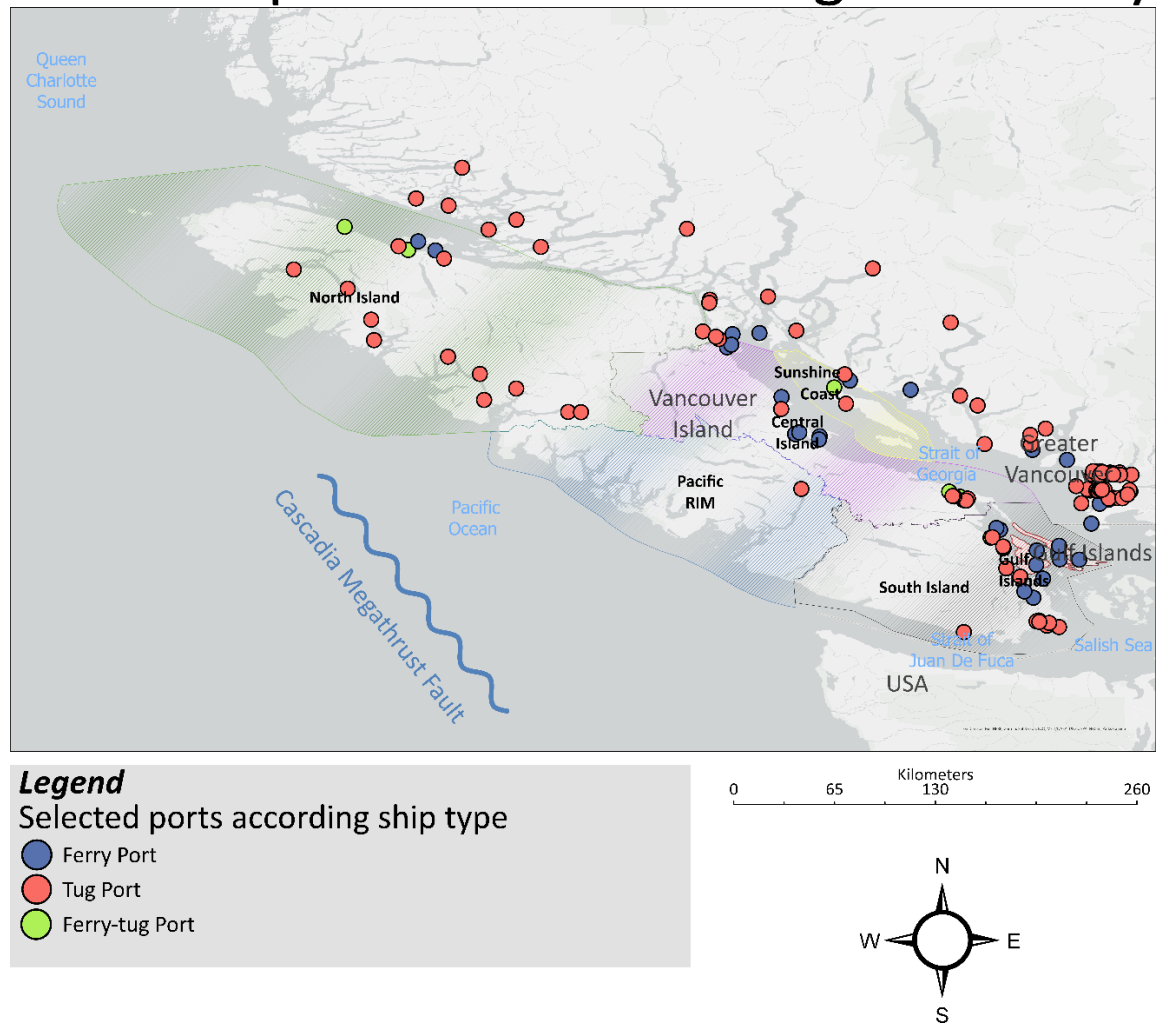 Queen
Charlotte
Sound
North Island
Sunshine
Coast
Vancouver
Island
Central
Island
Greater
Vancouver
Strait of
Georgia
Pacific
RIM
Pacific
Ocean
Cascadia Megathrust Fault
Gulf Islands
Gulf
Islands
South Island
Strait of
Juan De Fuca
Salish Sea
USA
Legend
Selected ports according ship type
Ferry Port
Tug Port
Ferry-tug Port
Kilometers
0 65 130 260
N
W E
S